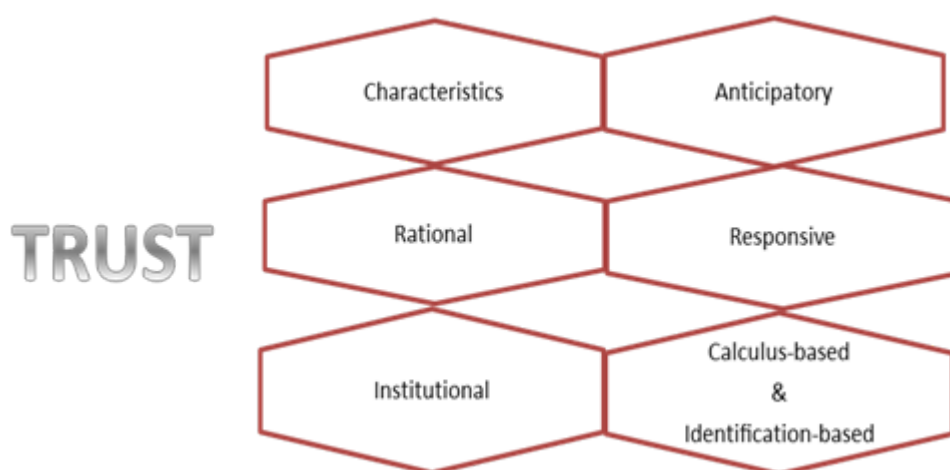 TRUST
Characteristics
Anticipatory
Rational
Responsive
Institutional
Calculus-based
&
Identification-based